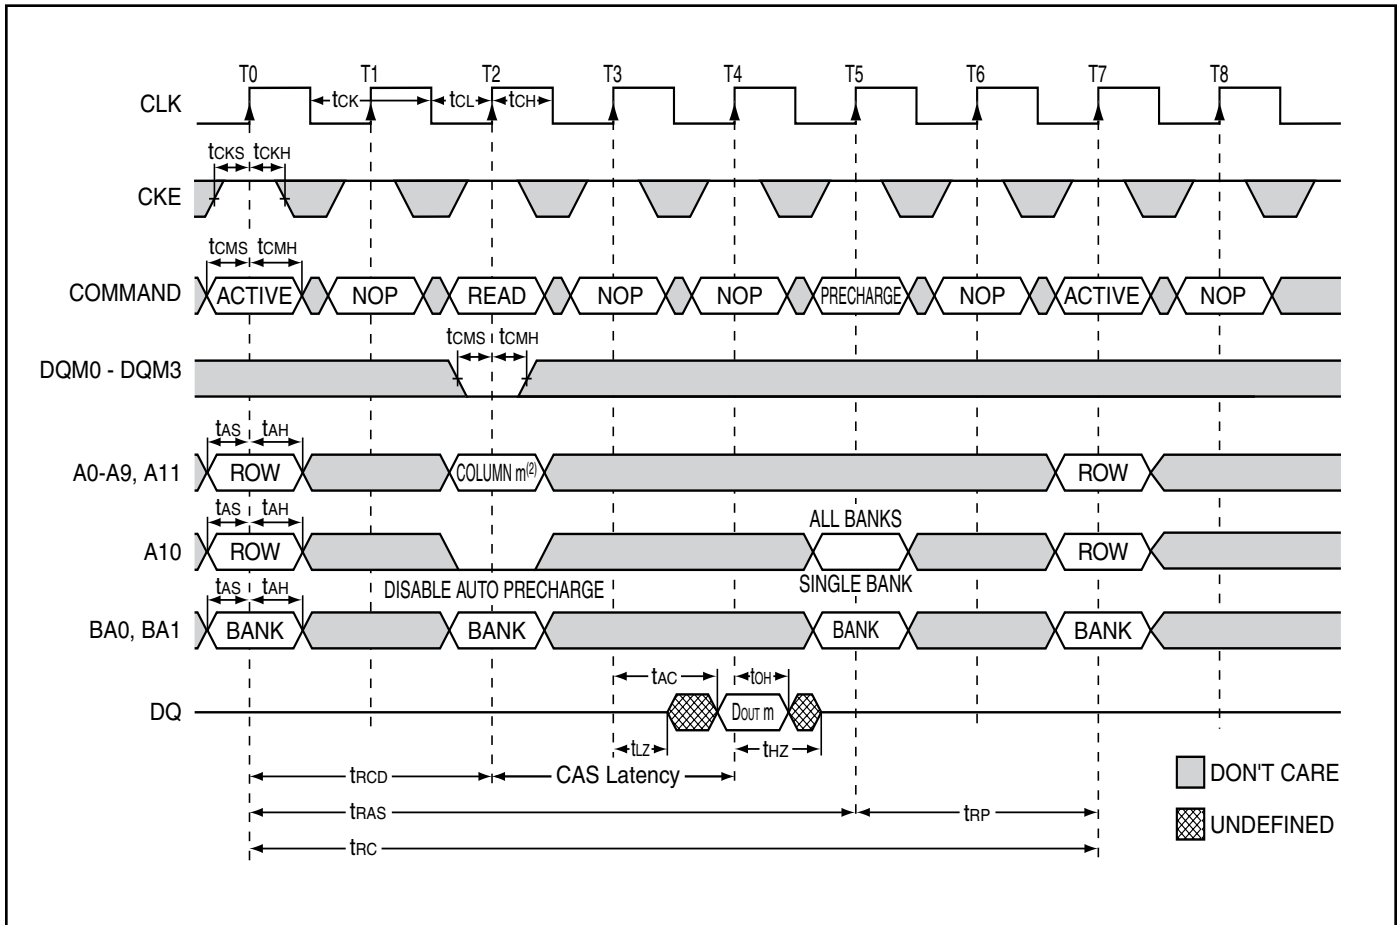 T0 T1 T2 T3 T4 T5 T6 T7 T8
CLK tCK tCL tCH
tCKS tCKH
CKE
tCMS tCMH
COMMAND ACTIVE NOP READ NOP NOP PRECHARGE NOP ACTIVE NOP
tCMS tCMH
DQM0 - DQM3
tAS tAH
A0-A9, A11 ROW COLUMN m(2) ROW
tAS tAH ALL BANKS
A10 ROW ROW
tAS tAH DISABLE AUTO PRECHARGE SINGLE BANK
BA0, BA1 BANK BANK BANK BANK
tAC tOH
DQ DOUT m
tLZ tHZ
tRCD CAS Latency DON'T CARE
tRAS tRP UNDEFINED
tRC